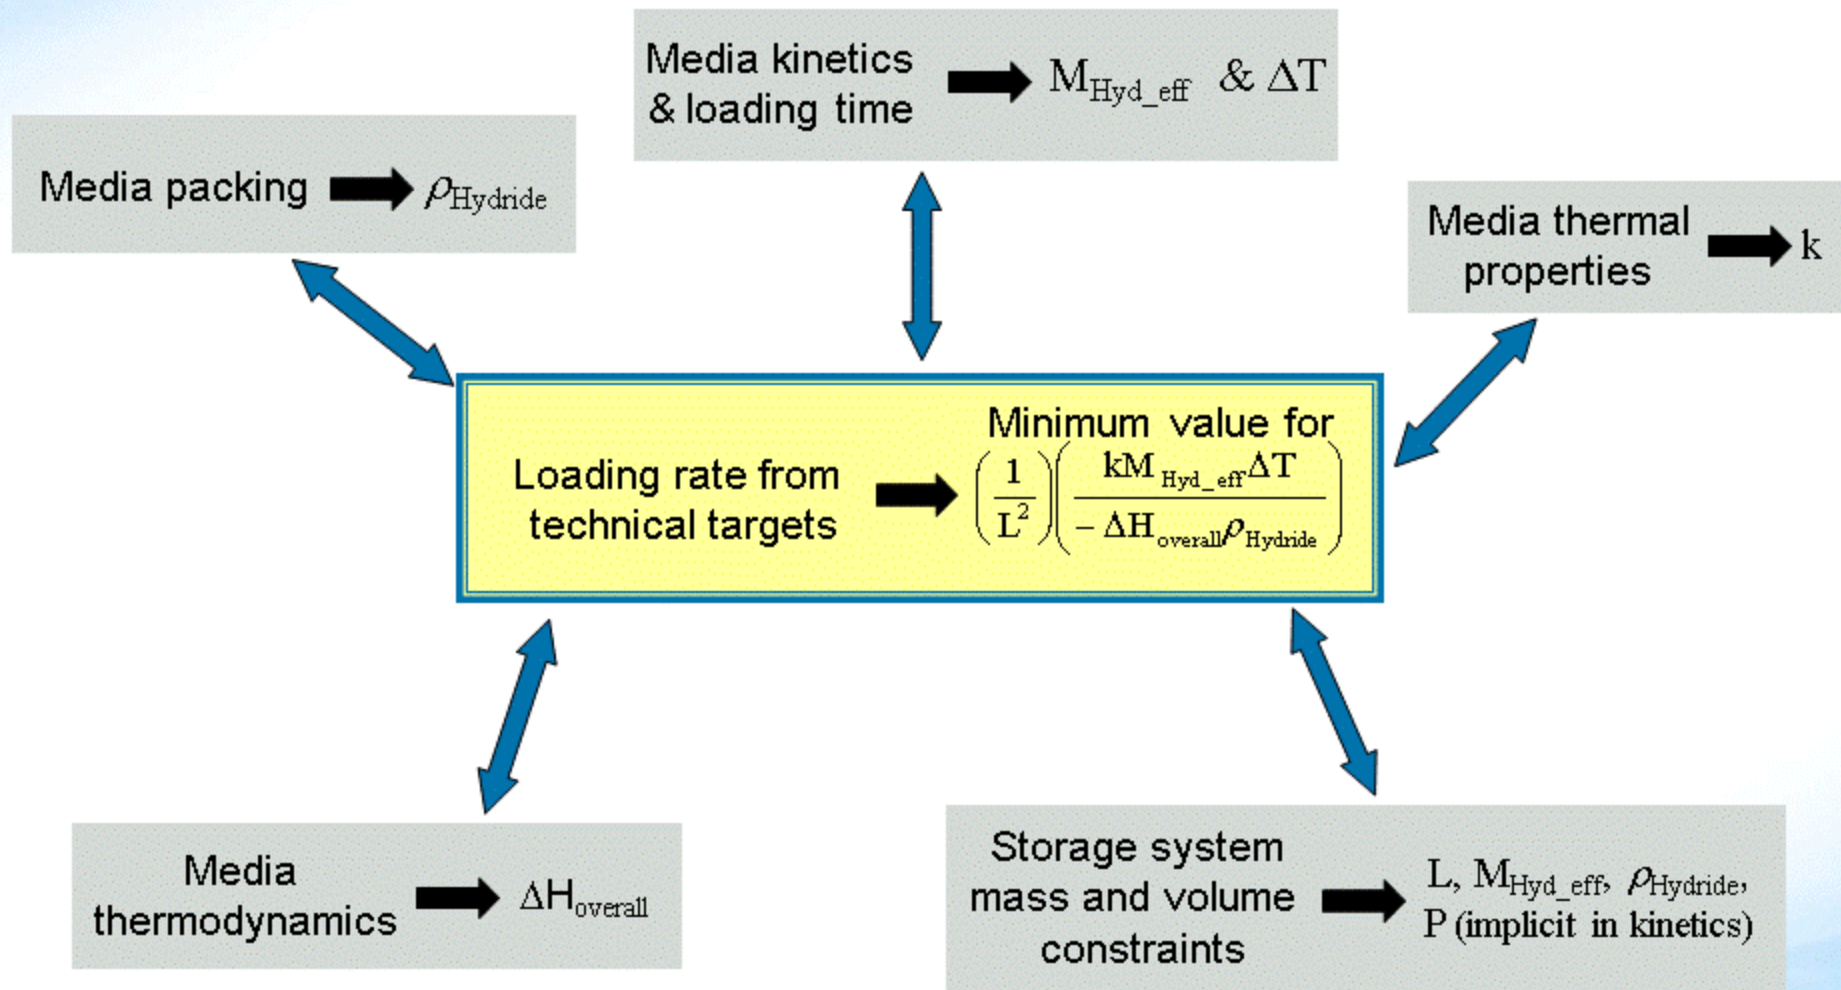 Media kinetics
& loading time
M_Hyd_eff & ΔT
Media packing
ρ_Hydride
Media thermal
properties
k
Loading rate from
technical targets
Minimum value for
(1/L²)(kM_Hyd_eff ΔT / −ΔH_overall ρ_Hydride)
Media
thermodynamics
ΔH_overall
Storage system
mass and volume
constraints
L, M_Hyd_eff, ρ_Hydride,
P (implicit in kinetics)